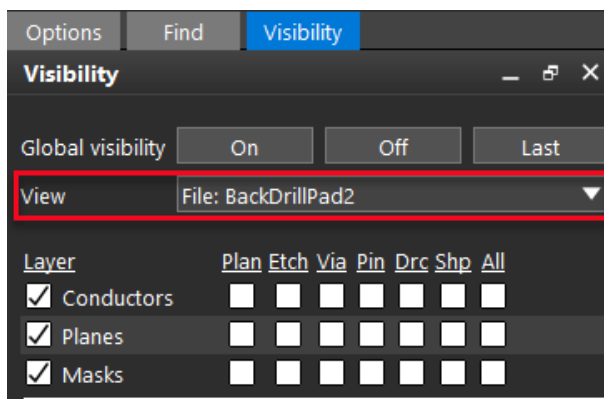 Options Find Visibility
Visibility
Global visibility On Off Last
View File: BackDrillPad2
Layer Plan Etch Via Pin Drc Shp All
Conductors
Planes
Masks